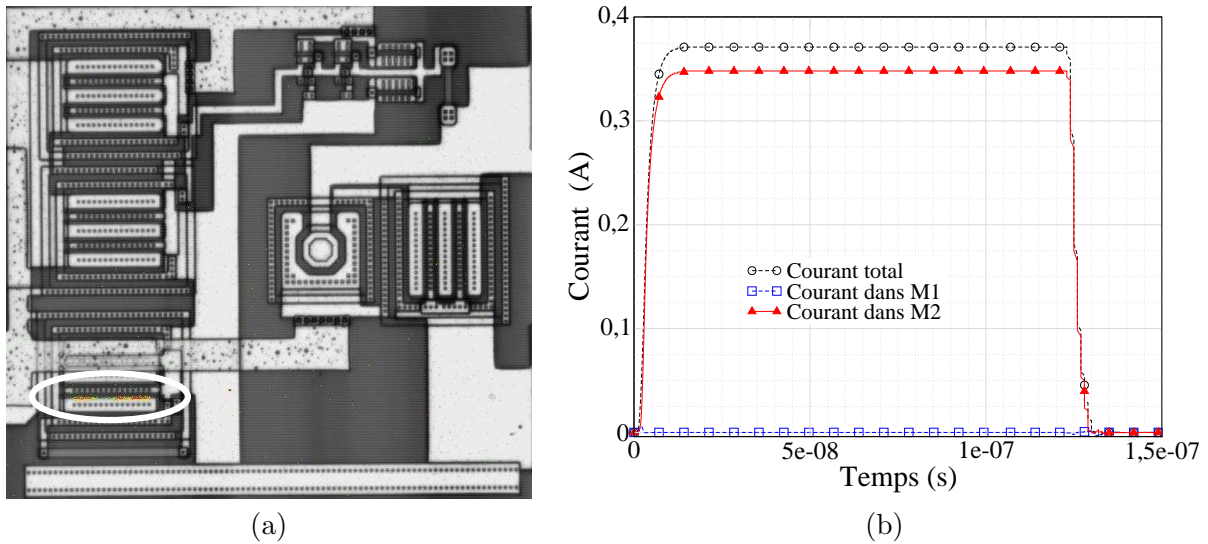 0,4
0,3
0,2
0,1
0
Courant (A)
Courant total
Courant dans M1
Courant dans M2
0 5e-08 1e-07 1,5e-07
Temps (s)
(a) (b)